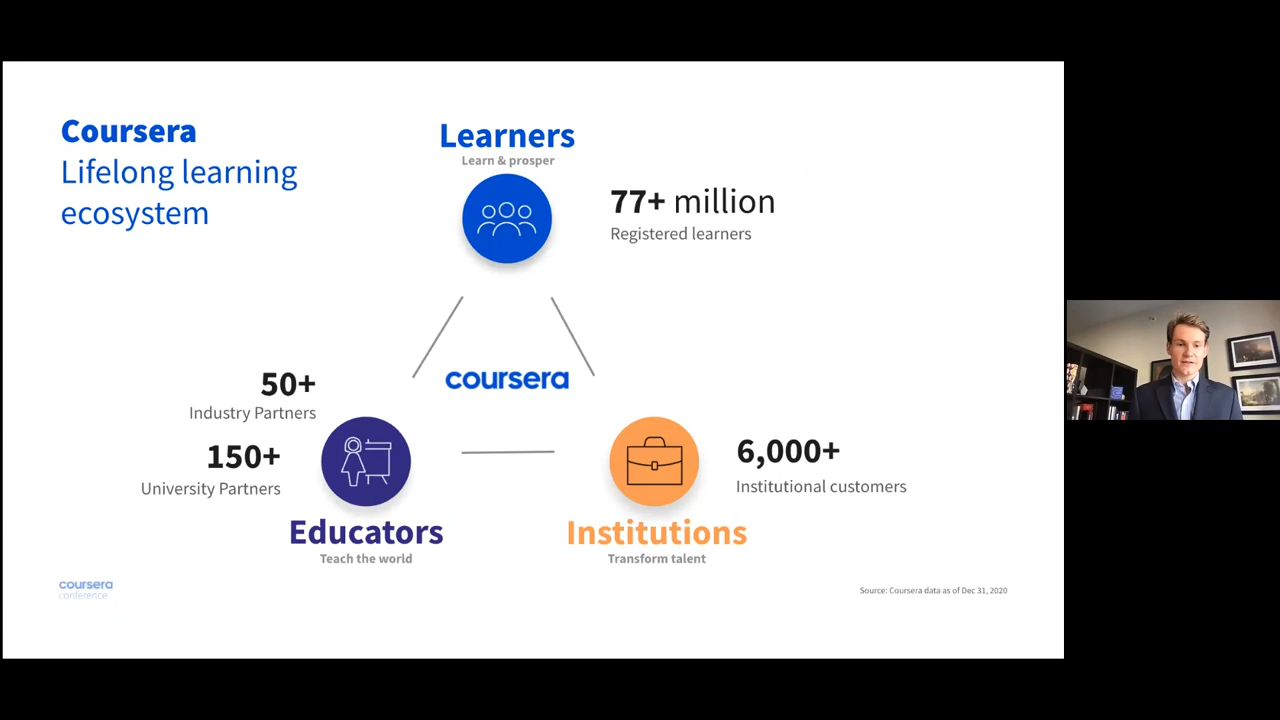 Coursera
Lifelong learning
ecosystem
Learners
Learn & prosper
77+ million
Registered learners
coursera
50+
Industry Partners
150+
University Partners
Educators
Teach the world
6,000+
Institutional customers
Institutions
Transform talent
coursera
conference
Source: Coursera data as of Dec 31, 2020